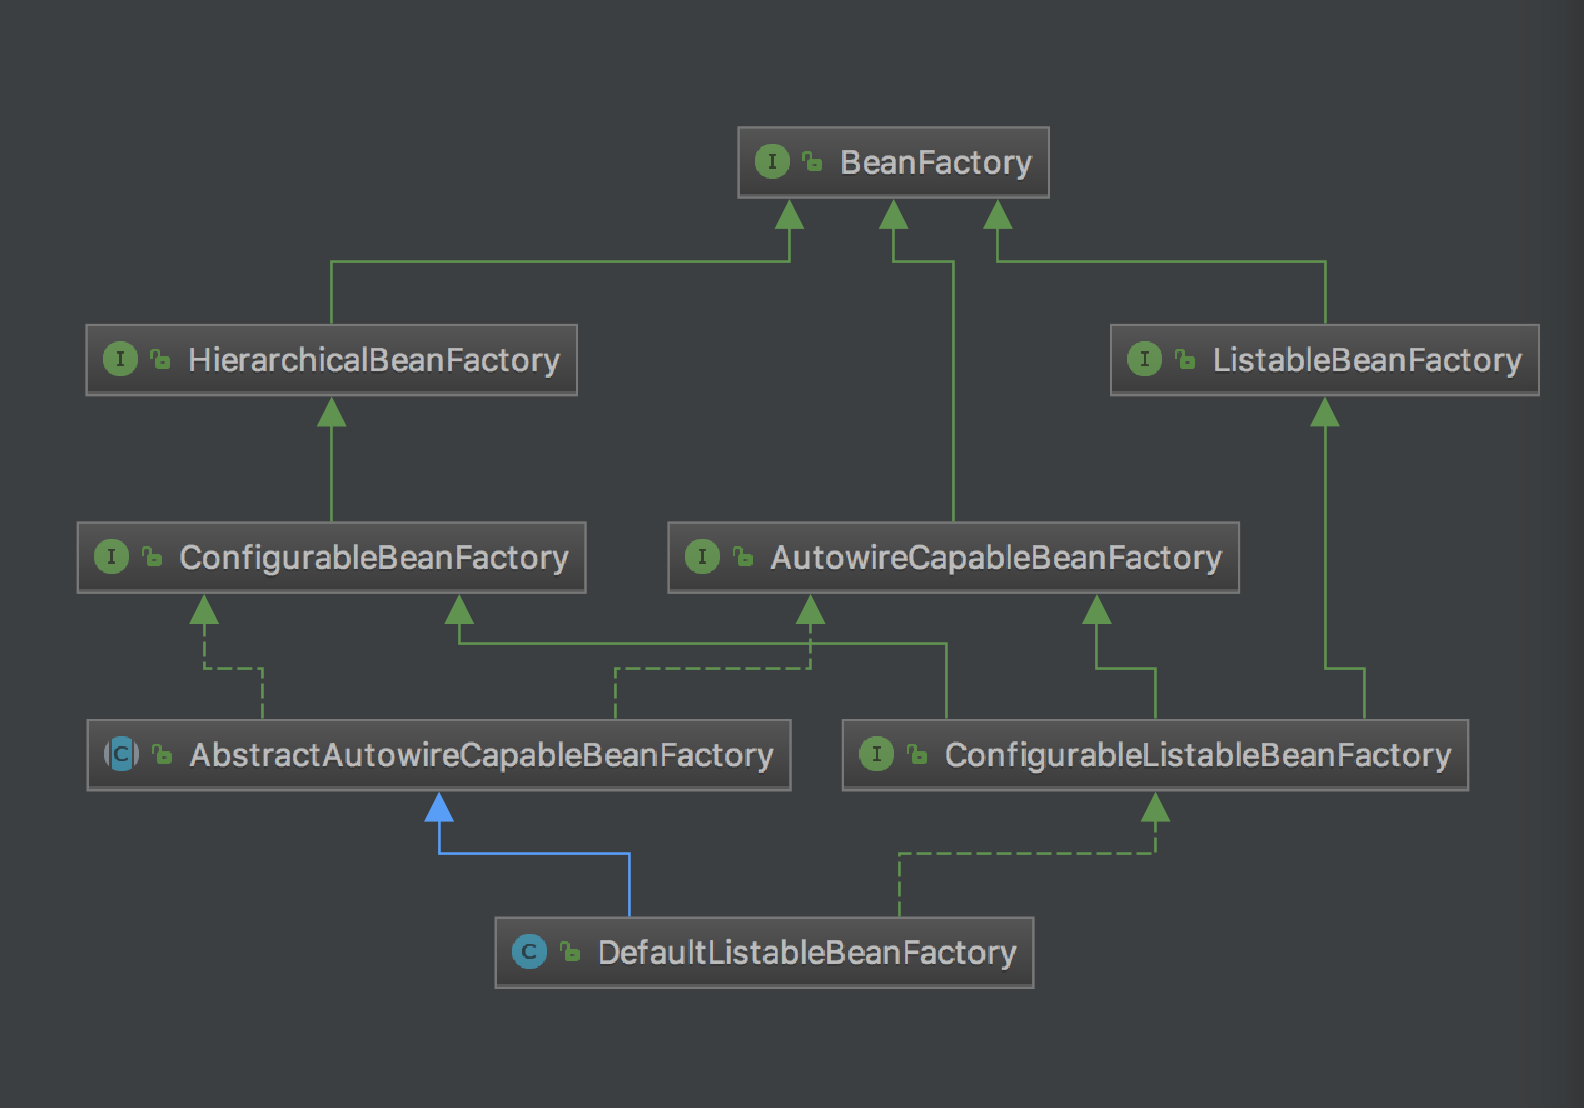 I BeanFactory
I HierarchicalBeanFactory
I ListableBeanFactory
I ConfigurableBeanFactory
I AutowireCapableBeanFactory
C AbstractAutowireCapableBeanFactory
I ConfigurableListableBeanFactory
C DefaultListableBeanFactory